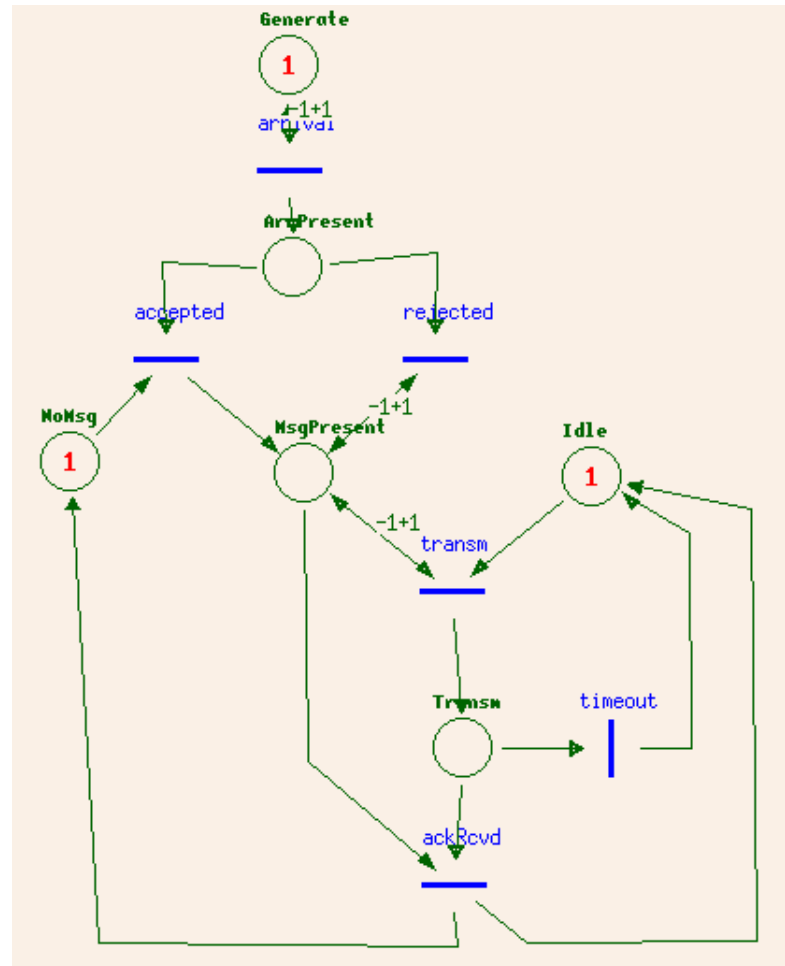 Generate
1
-1+1
arrival
ArrPresent
accepted
rejected
-1+1
NoMsg
MsgPresent
Idle
1
1
-1+1
transm
Transm
timeout
ackRcvd